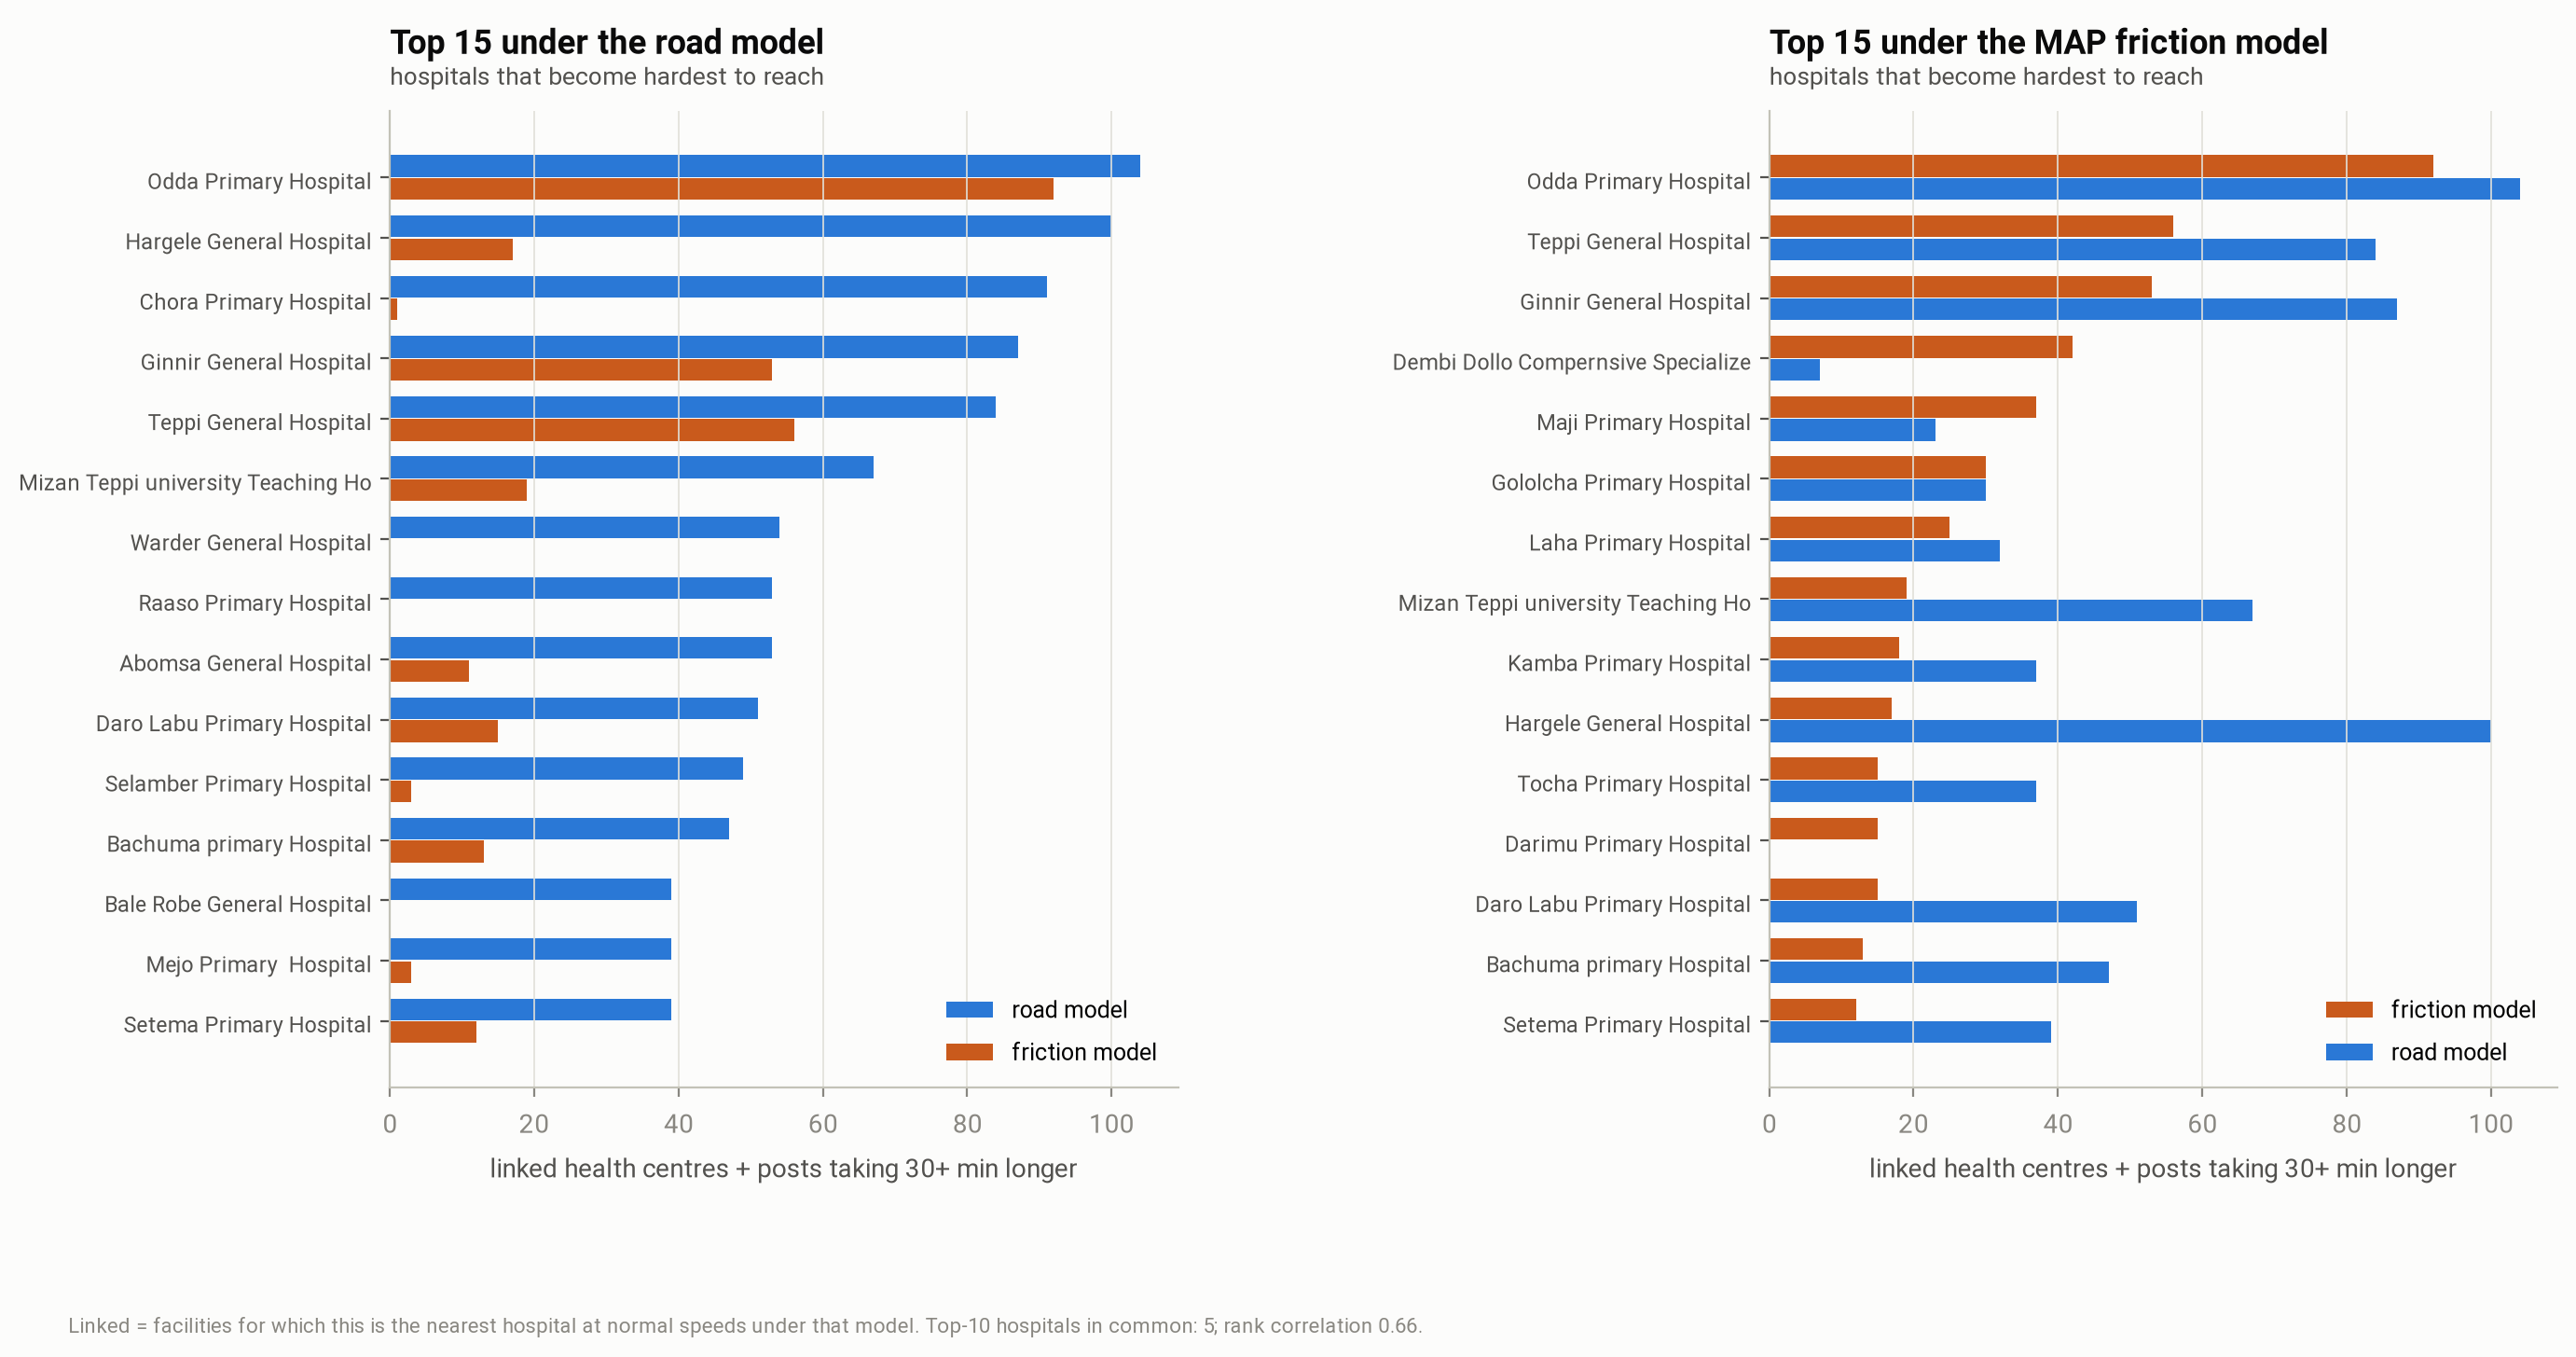 Top 15 under the road model
hospitals that become hardest to reach
Odda Primary Hospital
Hargele General Hospital
Chora Primary Hospital
Ginnir General Hospital
Teppi General Hospital
Mizan Teppi university Teaching Ho
Warder General Hospital
Raaso Primary Hospital
Abomsa General Hospital
Daro Labu Primary Hospital
Selamber Primary Hospital
Bachuma primary Hospital
Bale Robe General Hospital
Mejo Primary  Hospital
Setema Primary Hospital
road model
friction model
0 20 40 60 80 100
linked health centres + posts taking 30+ min longer
Top 15 under the MAP friction model
hospitals that become hardest to reach
Odda Primary Hospital
Teppi General Hospital
Ginnir General Hospital
Dembi Dollo Compernsive Specialize
Maji Primary Hospital
Gololcha Primary Hospital
Laha Primary Hospital
Mizan Teppi university Teaching Ho
Kamba Primary Hospital
Hargele General Hospital
Tocha Primary Hospital
Darimu Primary Hospital
Daro Labu Primary Hospital
Bachuma primary Hospital
Setema Primary Hospital
friction model
road model
0 20 40 60 80 100
linked health centres + posts taking 30+ min longer
Linked = facilities for which this is the nearest hospital at normal speeds under that model. Top-10 hospitals in common: 5; rank correlation 0.66.